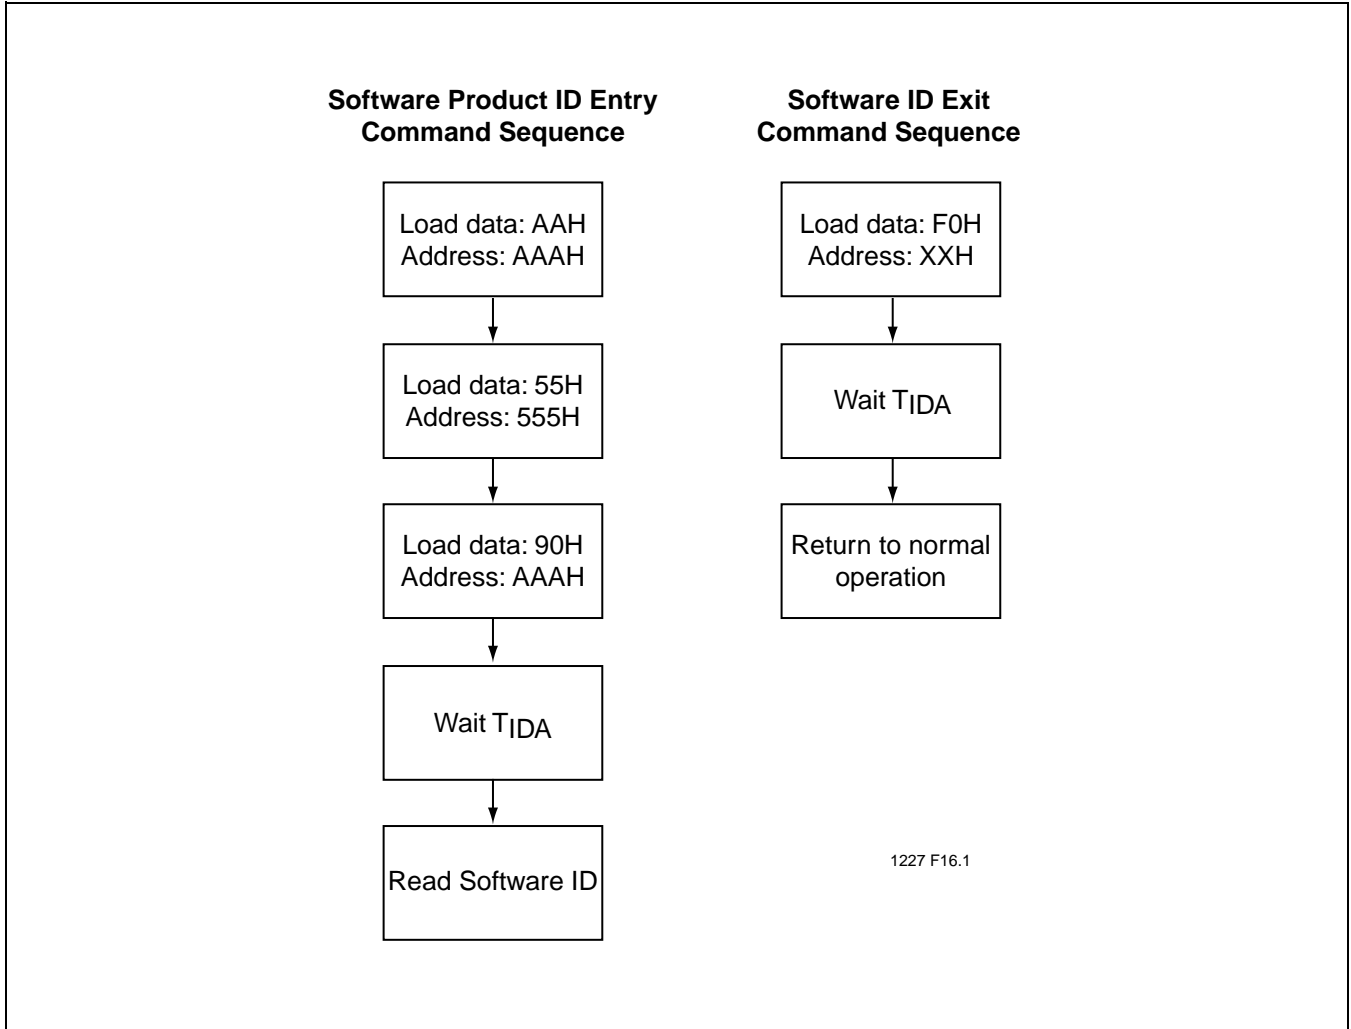 Software Product ID Entry
Command Sequence
Load data: AAH
Address: AAAH
Load data: 55H
Address: 555H
Load data: 90H
Address: AAAH
Wait TIDA
Read Software ID
Software ID Exit
Command Sequence
Load data: F0H
Address: XXH
Wait TIDA
Return to normal
operation
1227 F16.1